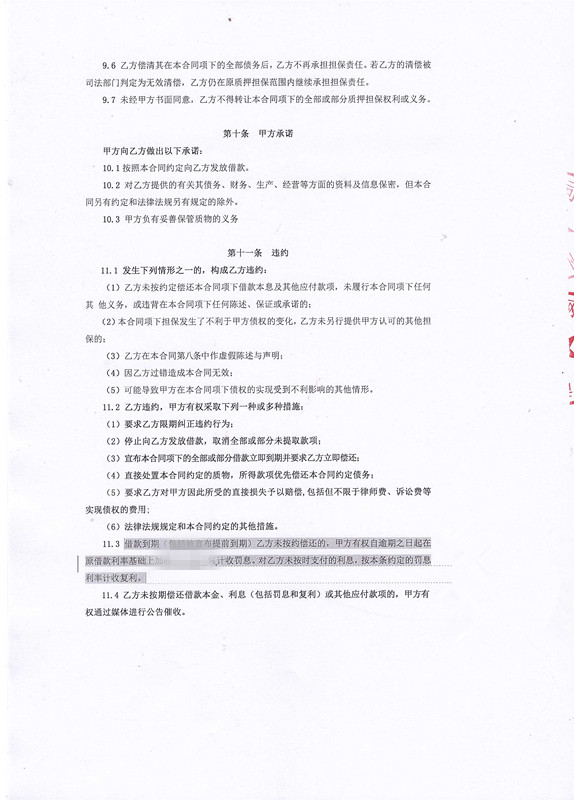 9.6 乙方偿清其在本合同项下的全部债务后，乙方不再承担担保责任。若乙方的清偿被
司法部门判定为无效清偿，乙方仍在原质押担保范围内继续承担担保责任。
9.7 未经甲方书面同意，乙方不得转让本合同项下的全部或部分质押担保权利或义务。
第十条 甲方承诺
甲方向乙方做出以下承诺：
10.1按照本合同约定向乙方发放借款。
10.2 对乙方提供的有关其债务、财务、生产、经营等方面的资料及信息保密，但本合
同另有约定和法律法规另有规定的除外。
10.3 甲方负有妥善保管质物的义务
第十一条 违约
11.1 发生下列情形之一的，构成乙方违约：
（1）乙方未按约定偿还本合同项下借款本息及其他应付款项，未履行本合同项下任何
其 他义务，或违背在本合同项下任何陈述、保证或承诺的；
（2）本合同项下担保发生了不利于甲方债权的变化，乙方未另行提供甲方认可的其他担
保的；
（3）乙方在本合同第八条中作虚假陈述与声明；
（4）因乙方过错造成本合同无效；
（5）可能导致甲方在本合同项下债权的实现受到不利影响的其他情形。
11.2 乙方违约，甲方有权采取下列一种或多种措施：
（1）要求乙方限期纠正违约行为；
（2）停止向乙方发放借款，取消全部或部分未提取款项；
（3）宣布本合同项下的全部或部分借款立即到期并要求乙方立即偿还；
（4）直接处置本合同约定的质物，所得款项优先偿还本合同约定债务；
（5）要求乙方对甲方因此所受的直接损失予以赔偿,包括但不限于律师费、诉讼费等
实现债权的费用；
（6）法律法规规定和本合同约定的其他措施。
11.3 借款到期（包括被宣布提前到期）乙方未按约偿还的，甲方有权自逾期之日起在
原借款利率基础上加 计收罚息。对乙方未按时支付的利息，按本条约定的罚息
利率计收复利。
11.4 乙方未按期偿还借款本金、利息（包括罚息和复利）或其他应付款项的，甲方有
权通过媒体进行公告催收。